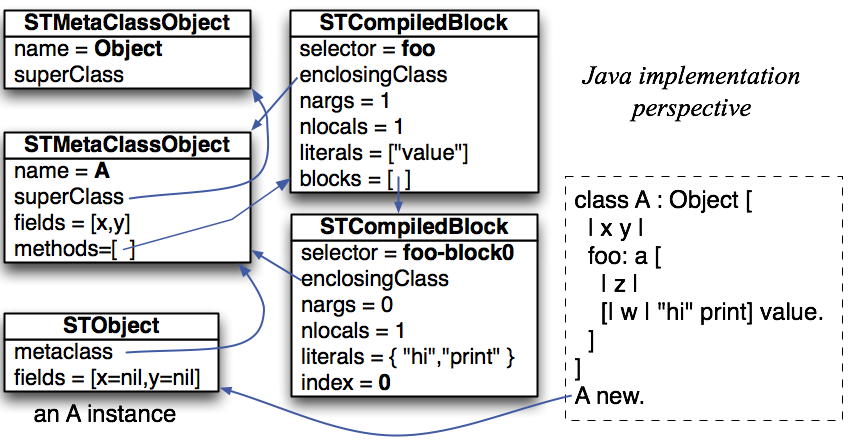 STMetaClassObject
name = Object
superClass
STMetaClassObject
name = A
superClass
fields = [x,y]
methods=[ ]
STObject
metaclass
fields = [x=nil,y=nil]
an A instance
STCompiledBlock
selector = foo
enclosingClass
nargs = 1
nlocals = 1
literals = ["value"]
blocks = [ ]
STCompiledBlock
selector = foo-block0
enclosingClass
nargs = 0
nlocals = 1
literals = { "hi","print" }
index = 0
Java implementation
perspective
class A : Object [
| x y |
foo: a [
| z |
[| w | "hi" print] value.
]
]
A new.